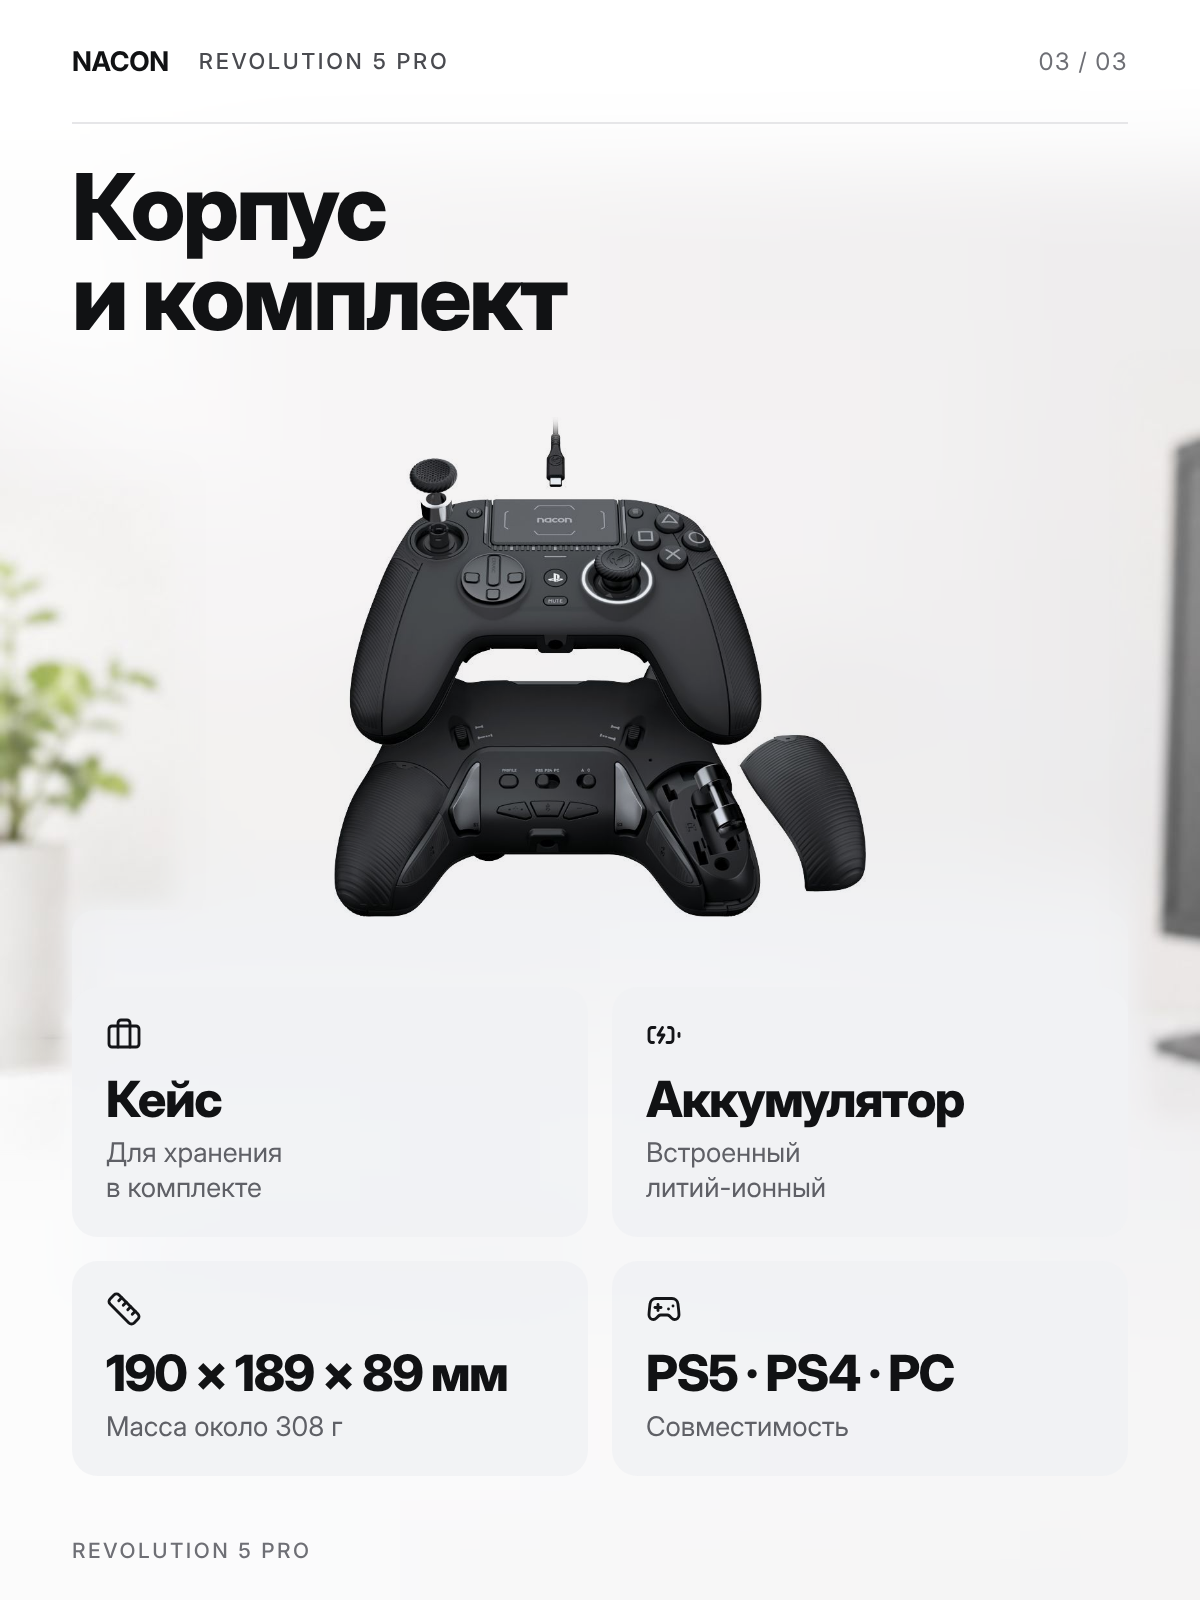 NACON REVOLUTION 5 PRO 03 / 03
Корпус
и комплект
nacon
MUTE
Кейс
Для хранения
в комплекте
Аккумулятор
Встроенный
литий-ионный
190 × 189 × 89 мм
Масса около 308 г
PS5 · PS4 · PC
Совместимость
REVOLUTION 5 PRO